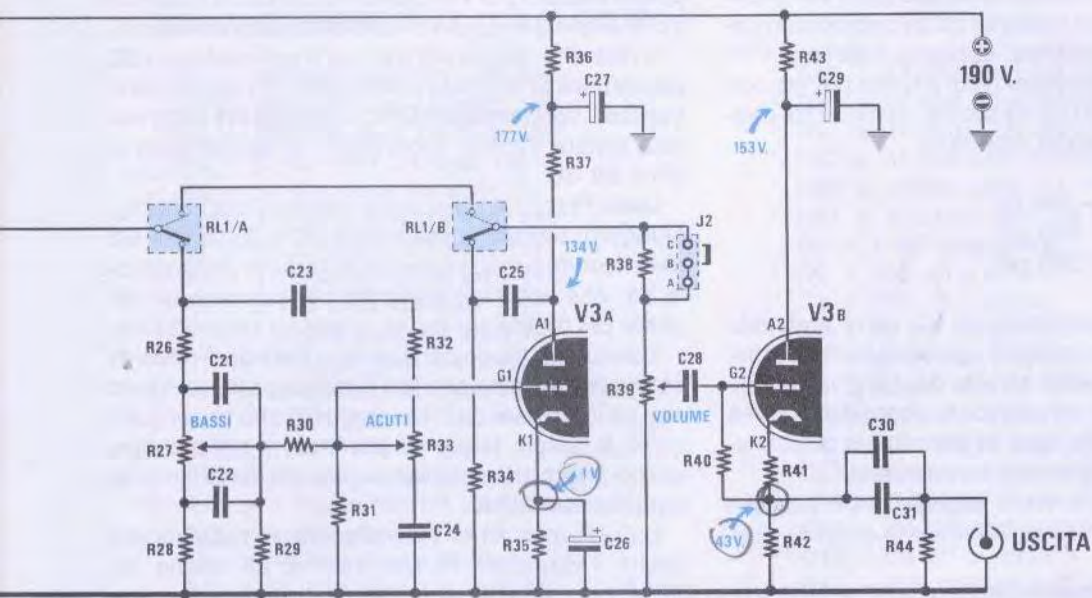 R36
C27
177V.
R37
R43
C29
153V.
190 V.
RL1/A
RL1/B
134V
R38
J2
C
B
A
C23
C25
V3A
A1
R26
C21
R32
G1
R39
C28
VOLUME
V3B
A2
G2
BASSI
R30
ACUTI
R27
R33
K1
R40
K2
R41
C30
C22
R34
1V.
C31
R31
43V.
R42
R44
USCITA
R28
R29
C24
R35
C26